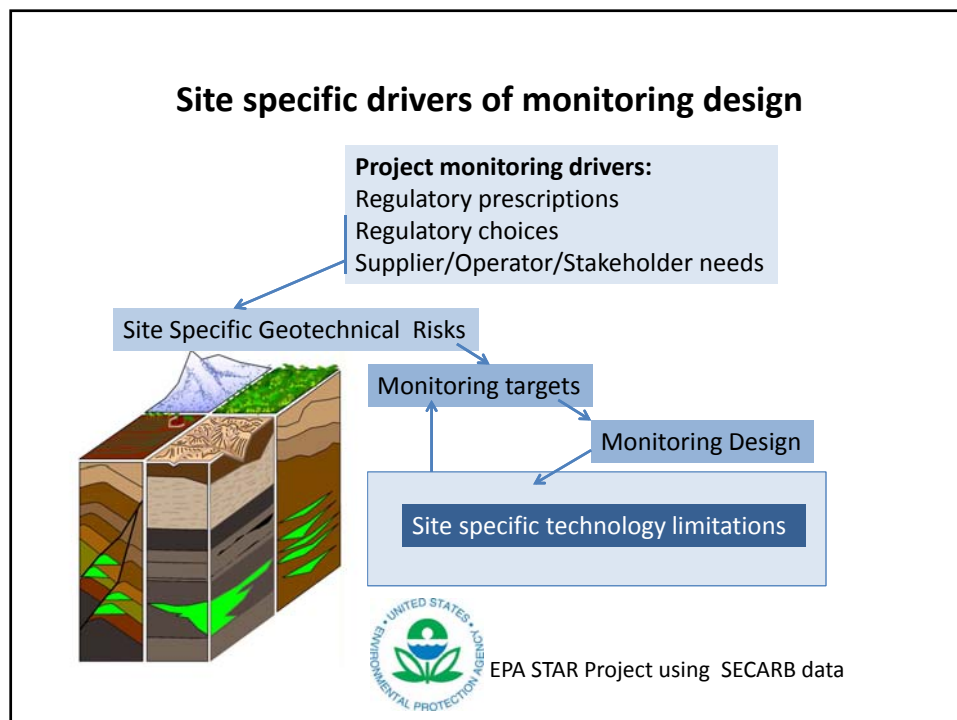 Site specific drivers of monitoring design
Project monitoring drivers:
Regulatory prescriptions
Regulatory choices
Supplier/Operator/Stakeholder needs
Site Specific Geotechnical Risks
Monitoring targets
Monitoring Design
Site specific technology limitations
UNITED STATES
ENVIRONMENTAL PROTECTION AGENCY
EPA STAR Project using SECARB data